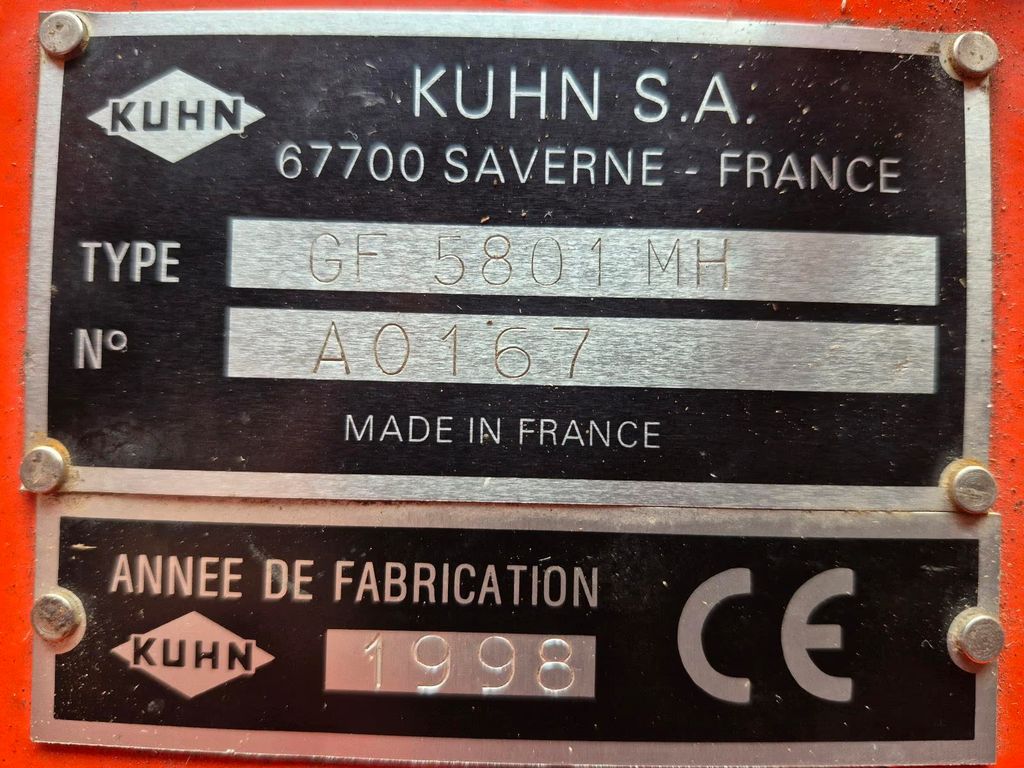 KUHN
KUHN S.A.
67700 SAVERNE - FRANCE
TYPE GF 5801 MH
Nº A0167
MADE IN FRANCE
ANNEE DE FABRICATION
KUHN
1998
CE